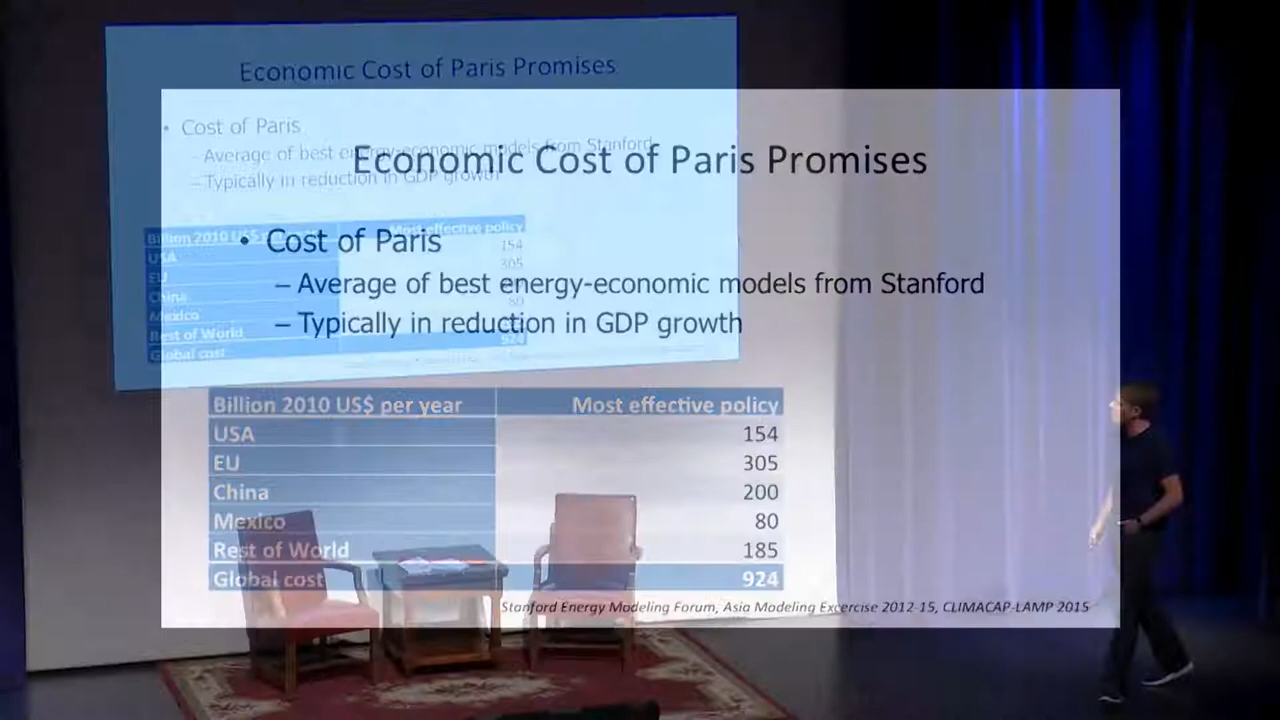 Economic Cost of Paris Promises
• Cost of Paris
– Average of best energy-economic models from Stanford
– Typically in reduction in GDP growth
Billion 2010 US$ Most effective policy
USA 154
EU 305
China
Mexico 80
Rest of World
Global cost 924
Economic Cost of Paris Promises
• Cost of Paris
– Average of best energy-economic models from Stanford
– Typically in reduction in GDP growth
Billion 2010 US$ per year Most effective policy
USA 154
EU 305
China 200
Mexico 80
Rest of World 185
Global cost 924
Stanford Energy Modeling Forum, Asia Modeling Excercise 2012-15, CLIMACAP-LAMP 2015